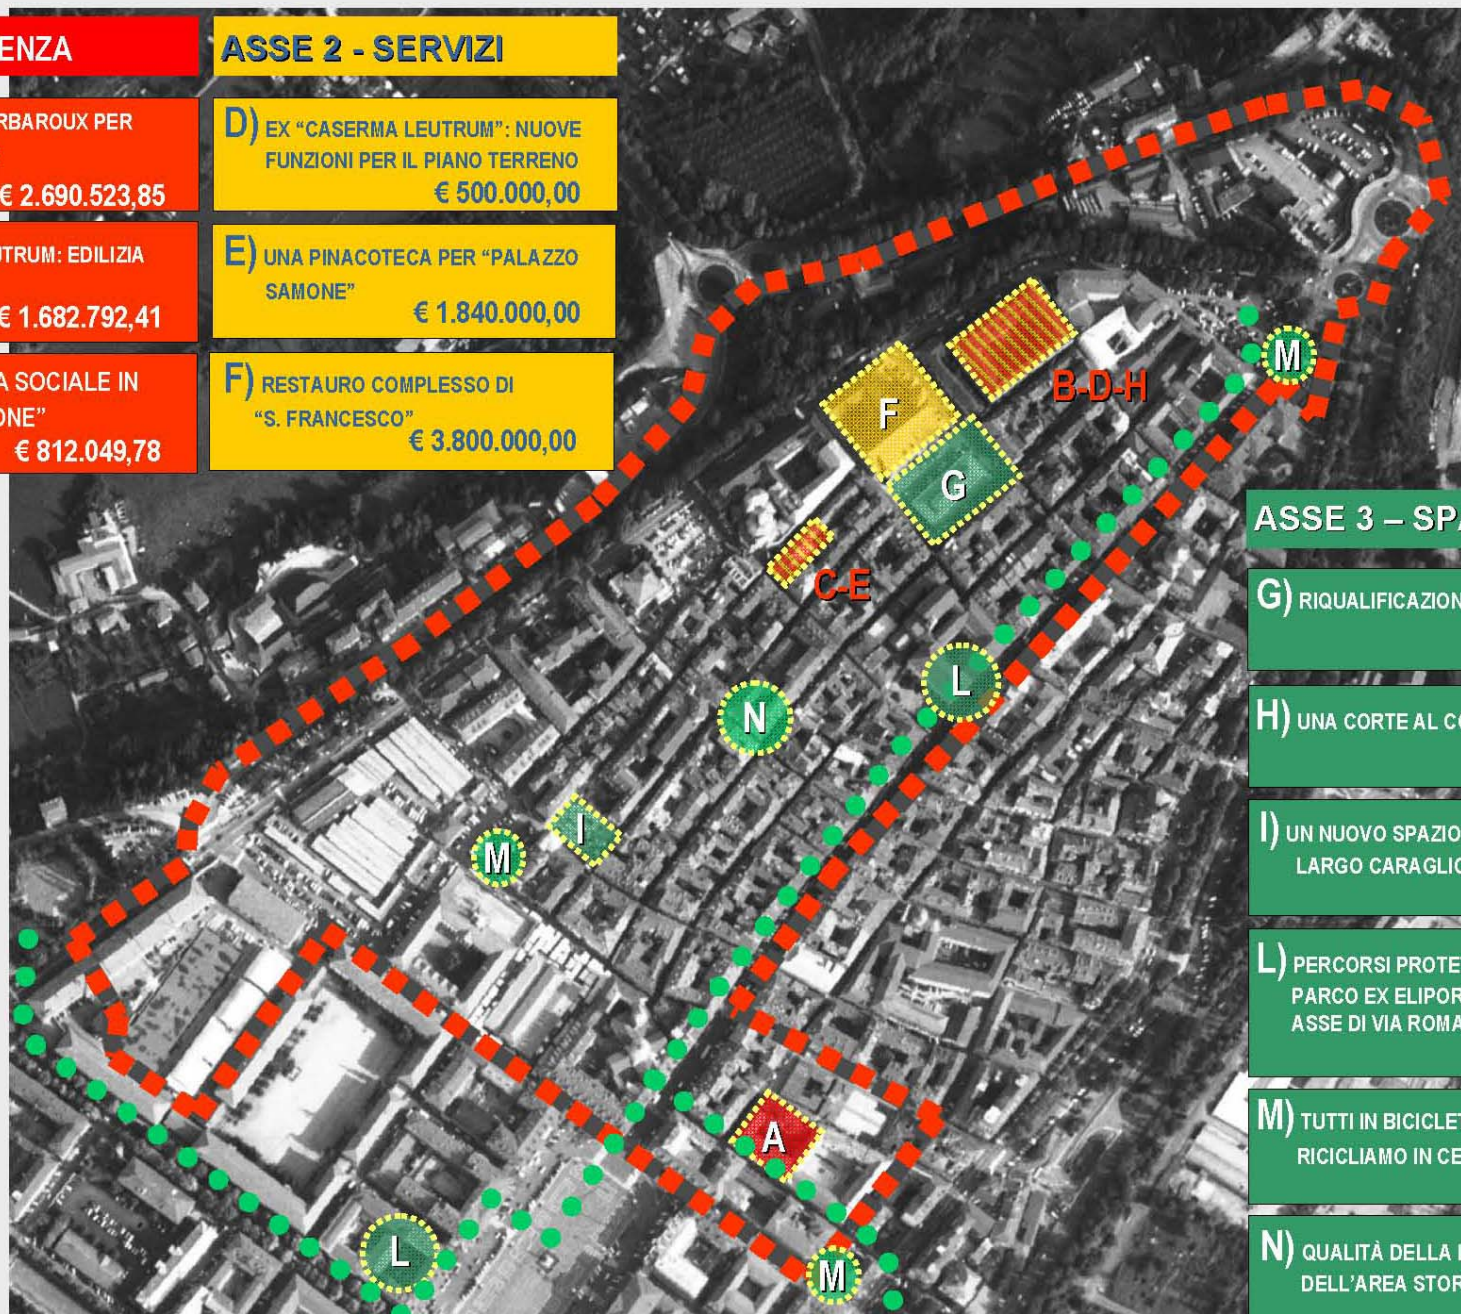 ENZA
RBAROUX PER
€ 2.690.523,85
UTRUM: EDILIZIA
€ 1.682.792,41
A SOCIALE IN
ONE”
€ 812.049,78
ASSE 2 - SERVIZI
D) EX “CASERMA LEUTRUM”: NUOVE
FUNZIONI PER IL PIANO TERRENO
€ 500.000,00
E) UNA PINACOTECA PER “PALAZZO
SAMONE”
€ 1.840.000,00
F) RESTAURO COMPLESSO DI
“S. FRANCESCO”
€ 3.800.000,00
M
B-D-H
F
G
C-E
L
N
I
M
A
L
M
ASSE 3 – SPA
G) RIQUALIFICAZION
H) UNA CORTE AL CO
I) UN NUOVO SPAZIO
LARGO CARAGLIO
L) PERCORSI PROTE
PARCO EX ELIPOR
ASSE DI VIA ROMA
M) TUTTI IN BICICLET
RICICLIAMO IN CE
N) QUALITÀ DELLA
DELL’AREA STOR